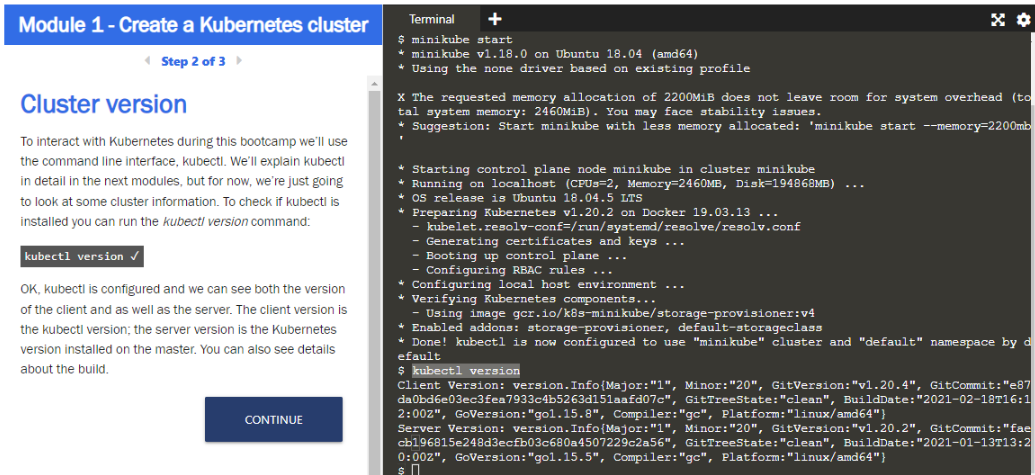 Module 1 - Create a Kubernetes cluster
Step 2 of 3
Cluster version
To interact with Kubernetes during this bootcamp we'll use
the command line interface, kubectl. We'll explain kubectl
in detail in the next modules, but for now, we're just going
to look at some cluster information. To check if kubectl is
installed you can run the kubectl version command:
kubectl version ✓
OK, kubectl is configured and we can see both the version
of the client and as well as the server. The client version is
the kubectl version; the server version is the Kubernetes
version installed on the master. You can also see details
about the build.
CONTINUE
Terminal +
$ minikube start
* minikube v1.18.0 on Ubuntu 18.04 (amd64)
* Using the none driver based on existing profile
X The requested memory allocation of 2200MiB does not leave room for system overhead (to
tal system memory: 2460MiB). You may face stability issues.
* Suggestion: Start minikube with less memory allocated: 'minikube start --memory=2200mb
'
* Starting control plane node minikube in cluster minikube
* Running on localhost (CPUs=2, Memory=2460MB, Disk=194868MB) ...
* OS release is Ubuntu 18.04.5 LTS
* Preparing Kubernetes v1.20.2 on Docker 19.03.13 ...
- kubelet.resolv-conf=/run/systemd/resolve/resolv.conf
- Generating certificates and keys ...
- Booting up control plane ...
- Configuring RBAC rules ...
* Configuring local host environment ...
* Verifying Kubernetes components...
- Using image gcr.io/k8s-minikube/storage-provisioner:v4
* Enabled addons: storage-provisioner, default-storageclass
* Done! kubectl is now configured to use "minikube" cluster and "default" namespace by d
efault
$ kubectl version
Client Version: version.Info{Major:"1", Minor:"20", GitVersion:"v1.20.4", GitCommit:"e87
da0bd6e03ec3fea7933c4b5263d151aafd07c", GitTreeState:"clean", BuildDate:"2021-02-18T16:1
2:00Z", GoVersion:"go1.15.8", Compiler:"gc", Platform:"linux/amd64"}
Server Version: version.Info{Major:"1", Minor:"20", GitVersion:"v1.20.2", GitCommit:"fae
cb196815e248d3ecfb03c680a4507229c2a56", GitTreeState:"clean", BuildDate:"2021-01-13T13:2
0:00Z", GoVersion:"go1.15.5", Compiler:"gc", Platform:"linux/amd64"}
$